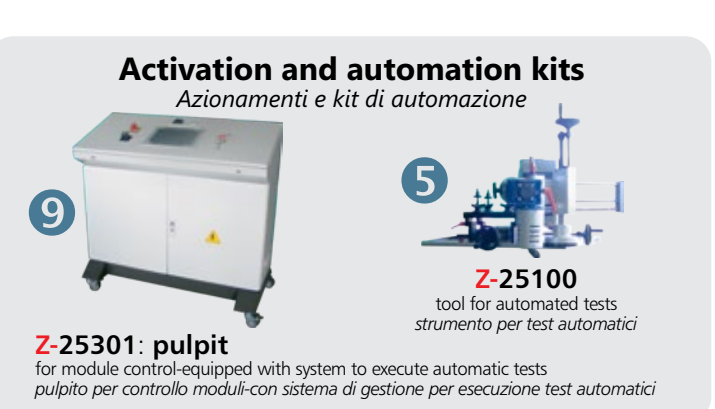 Activation and automation kits
Azionamenti e kit di automazione
9
5
Z-25100
tool for automated tests
strumento per test automatici
Z-25301: pulpit
for module control-equipped with system to execute automatic tests
pulpito per controllo moduli-con sistema di gestione per esecuzione test automatici